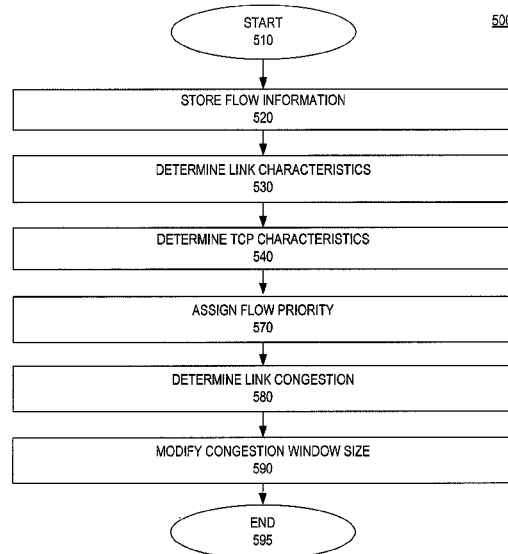 START
510
500
STORE FLOW INFORMATION
520
DETERMINE LINK CHARACTERISTICS
530
DETERMINE TCP CHARACTERISTICS
540
ASSIGN FLOW PRIORITY
570
DETERMINE LINK CONGESTION
580
MODIFY CONGESTION WINDOW SIZE
590
END
595